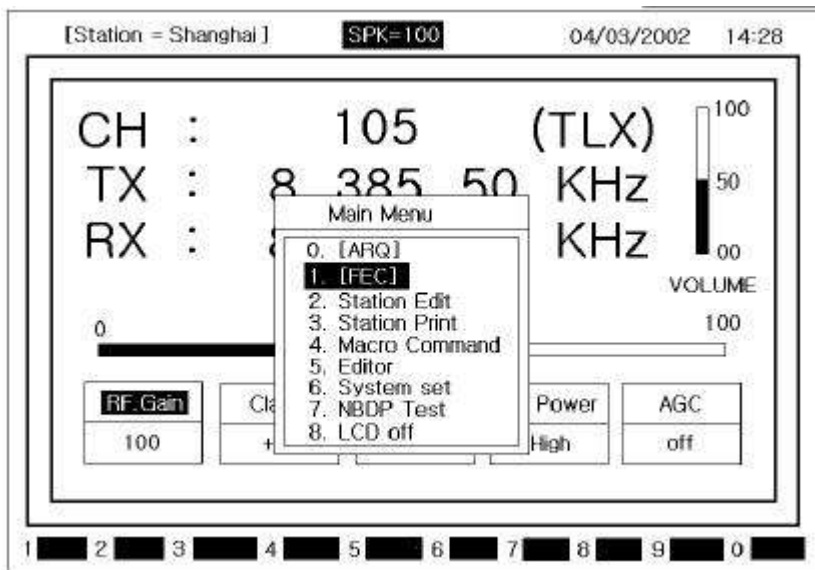 [Station = Shanghai] SPK=100 04/03/2002 14:28
CH : 105 (TLX) 100
TX : 8 385 50 KHz 50
RX : KHz 00
VOLUME
Main Menu
0. [ARQ]
1. [FEC]
2. Station Edit
3. Station Print
4. Macro Command
5. Editor
6. System set
7. NBDP Test
8. LCD off
0 100
RF.Gain Power AGC
100 High off
1 2 3 4 5 6 7 8 9 0